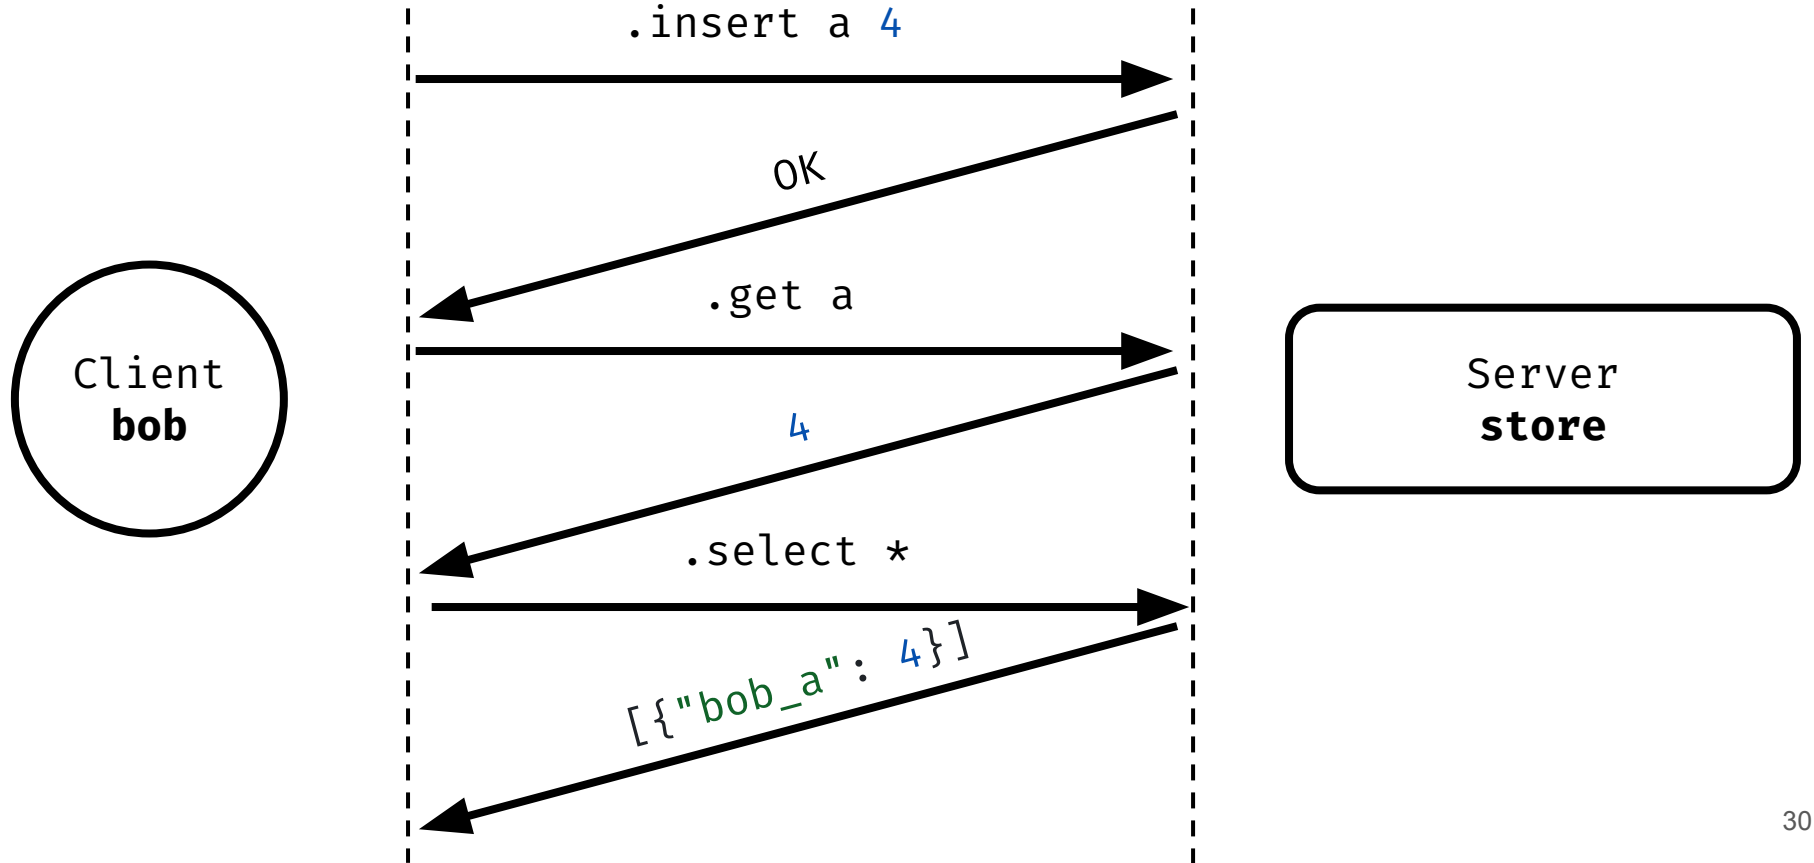 .insert a 4
OK
.get a
Client
bob
Server
store
4
.select *
[{"bob_a": 4}]
30